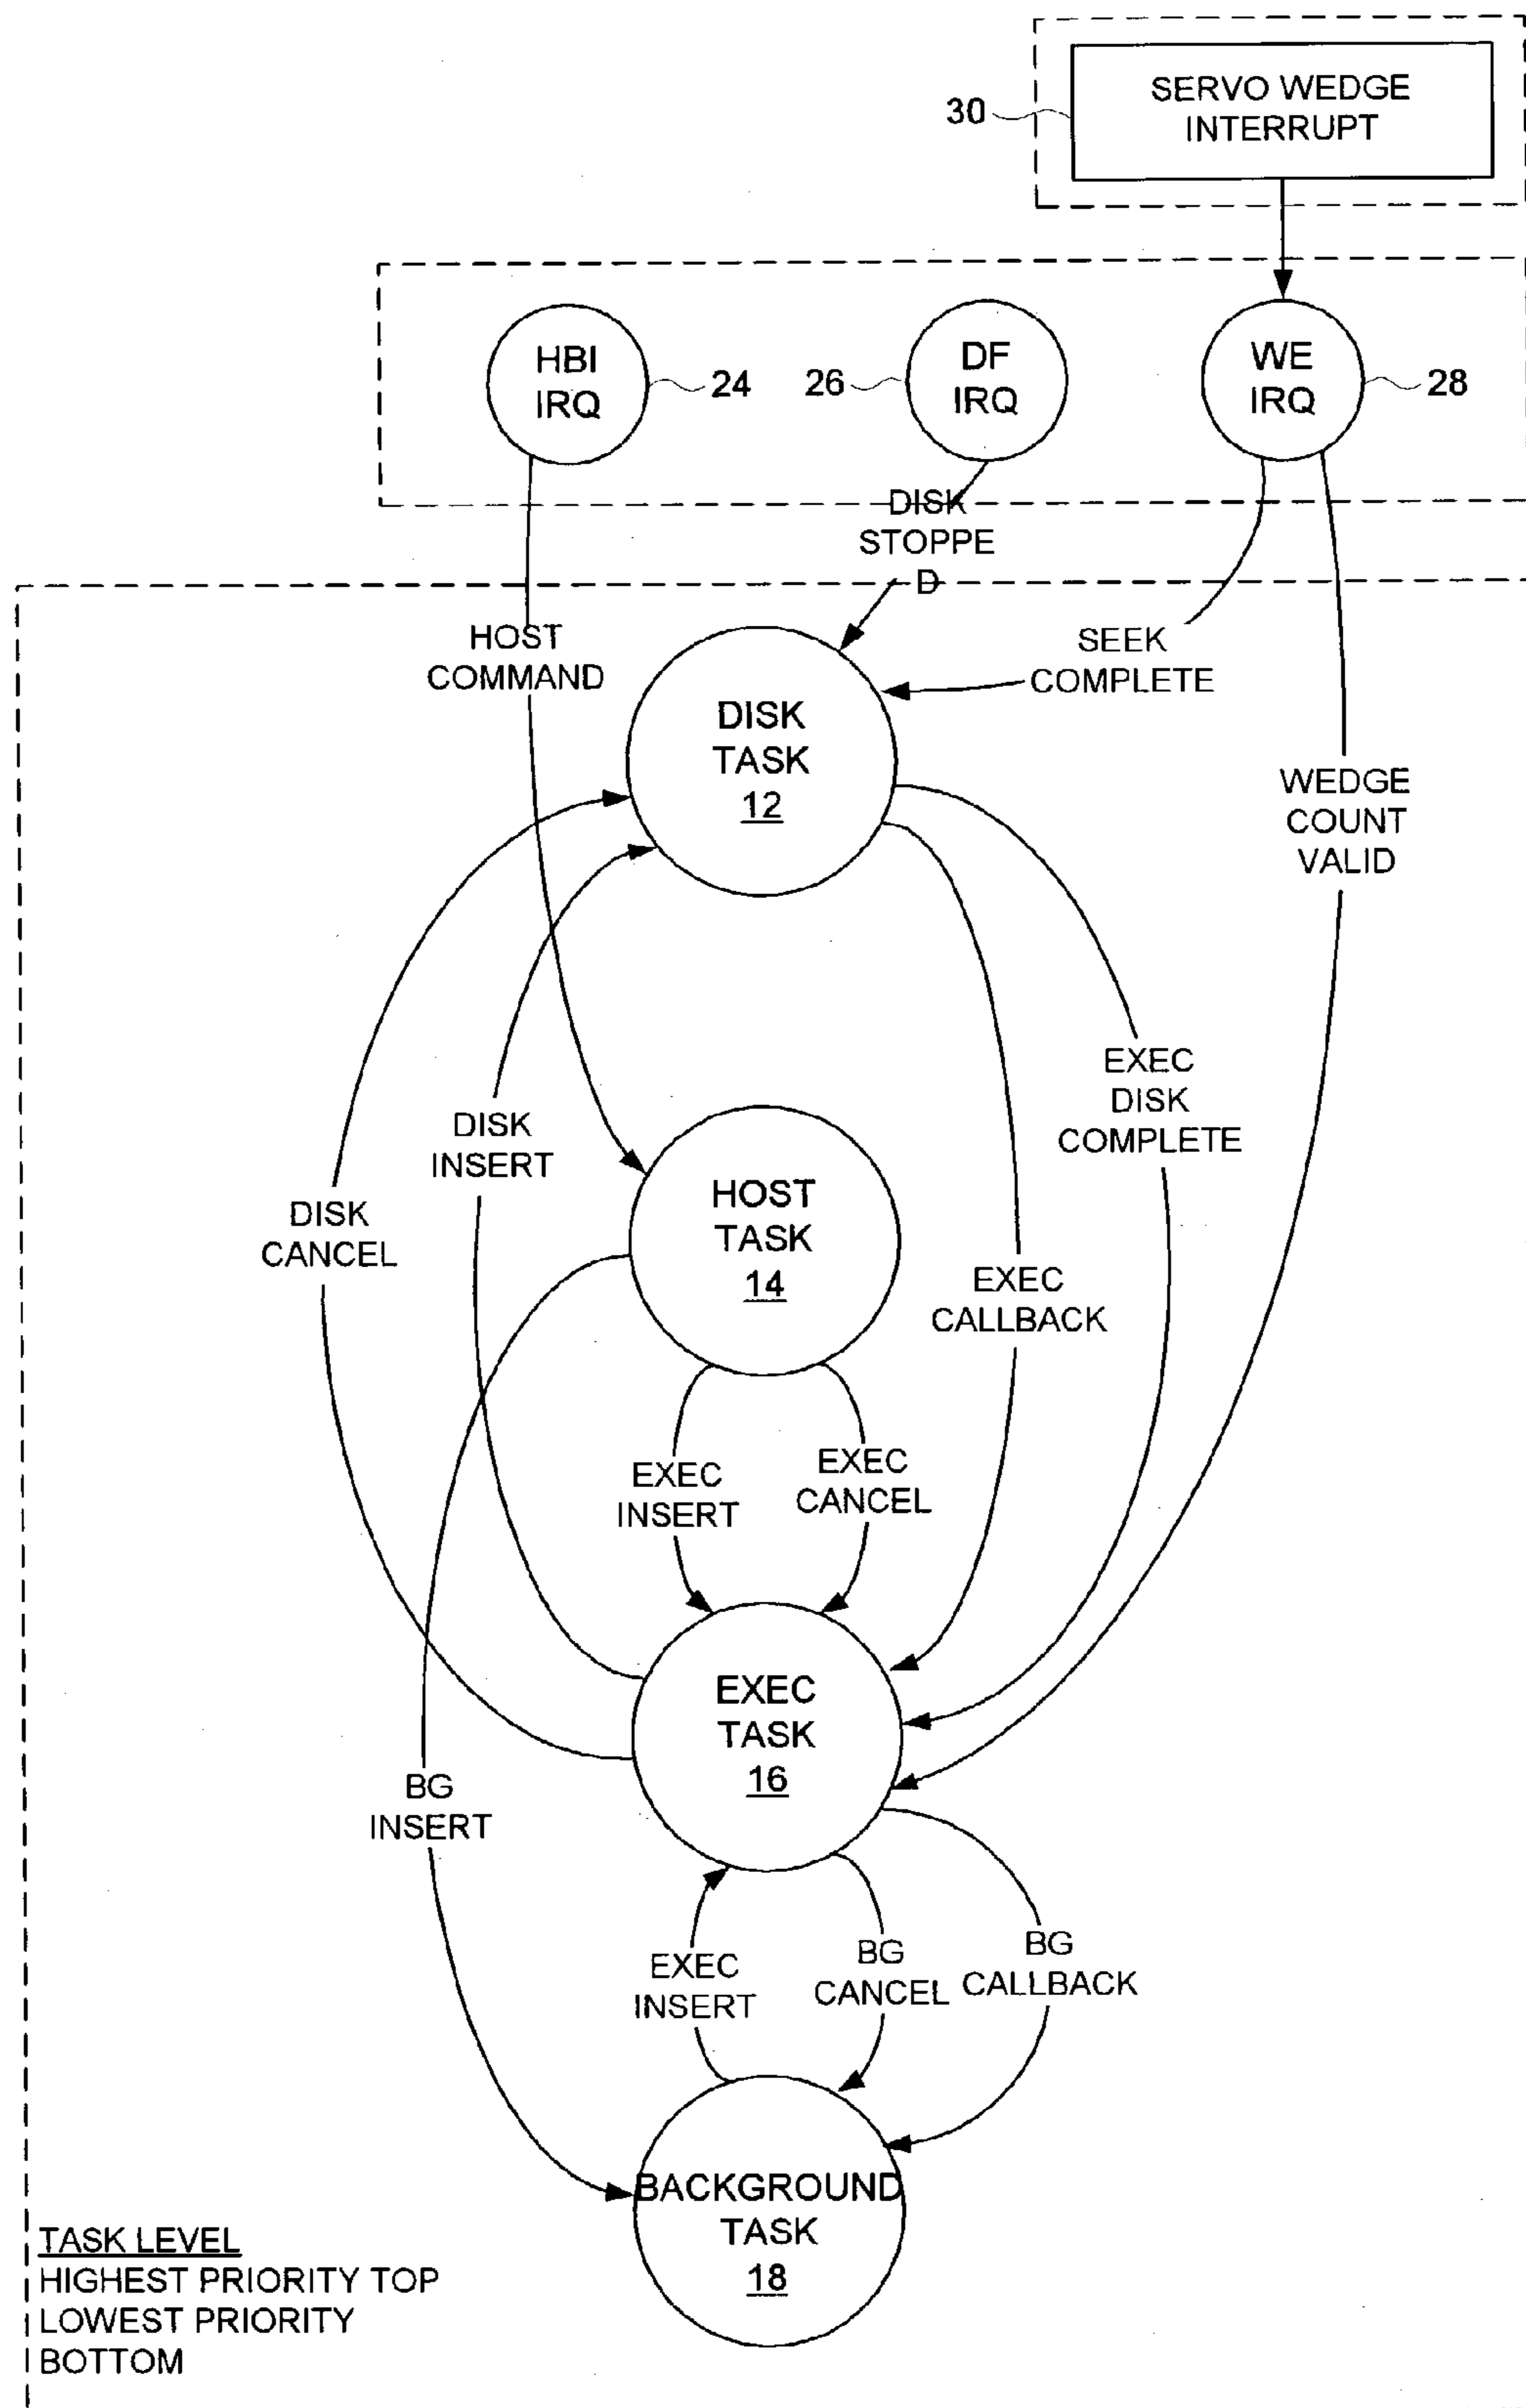 SERVO WEDGE
INTERRUPT
30
HBI
IRQ
24
26
DF
IRQ
WE
IRQ
28
DISK
STOPPE
D
HOST
COMMAND
SEEK
COMPLETE
DISK
TASK
12
WEDGE
COUNT
VALID
EXEC
DISK
COMPLETE
DISK
INSERT
DISK
CANCEL
HOST
TASK
14
EXEC
CALLBACK
EXEC
INSERT
EXEC
CANCEL
EXEC
TASK
16
BG
INSERT
EXEC
INSERT
BG
CANCEL
BG
CALLBACK
BACKGROUND
TASK
18
TASK LEVEL
HIGHEST PRIORITY TOP
LOWEST PRIORITY
BOTTOM